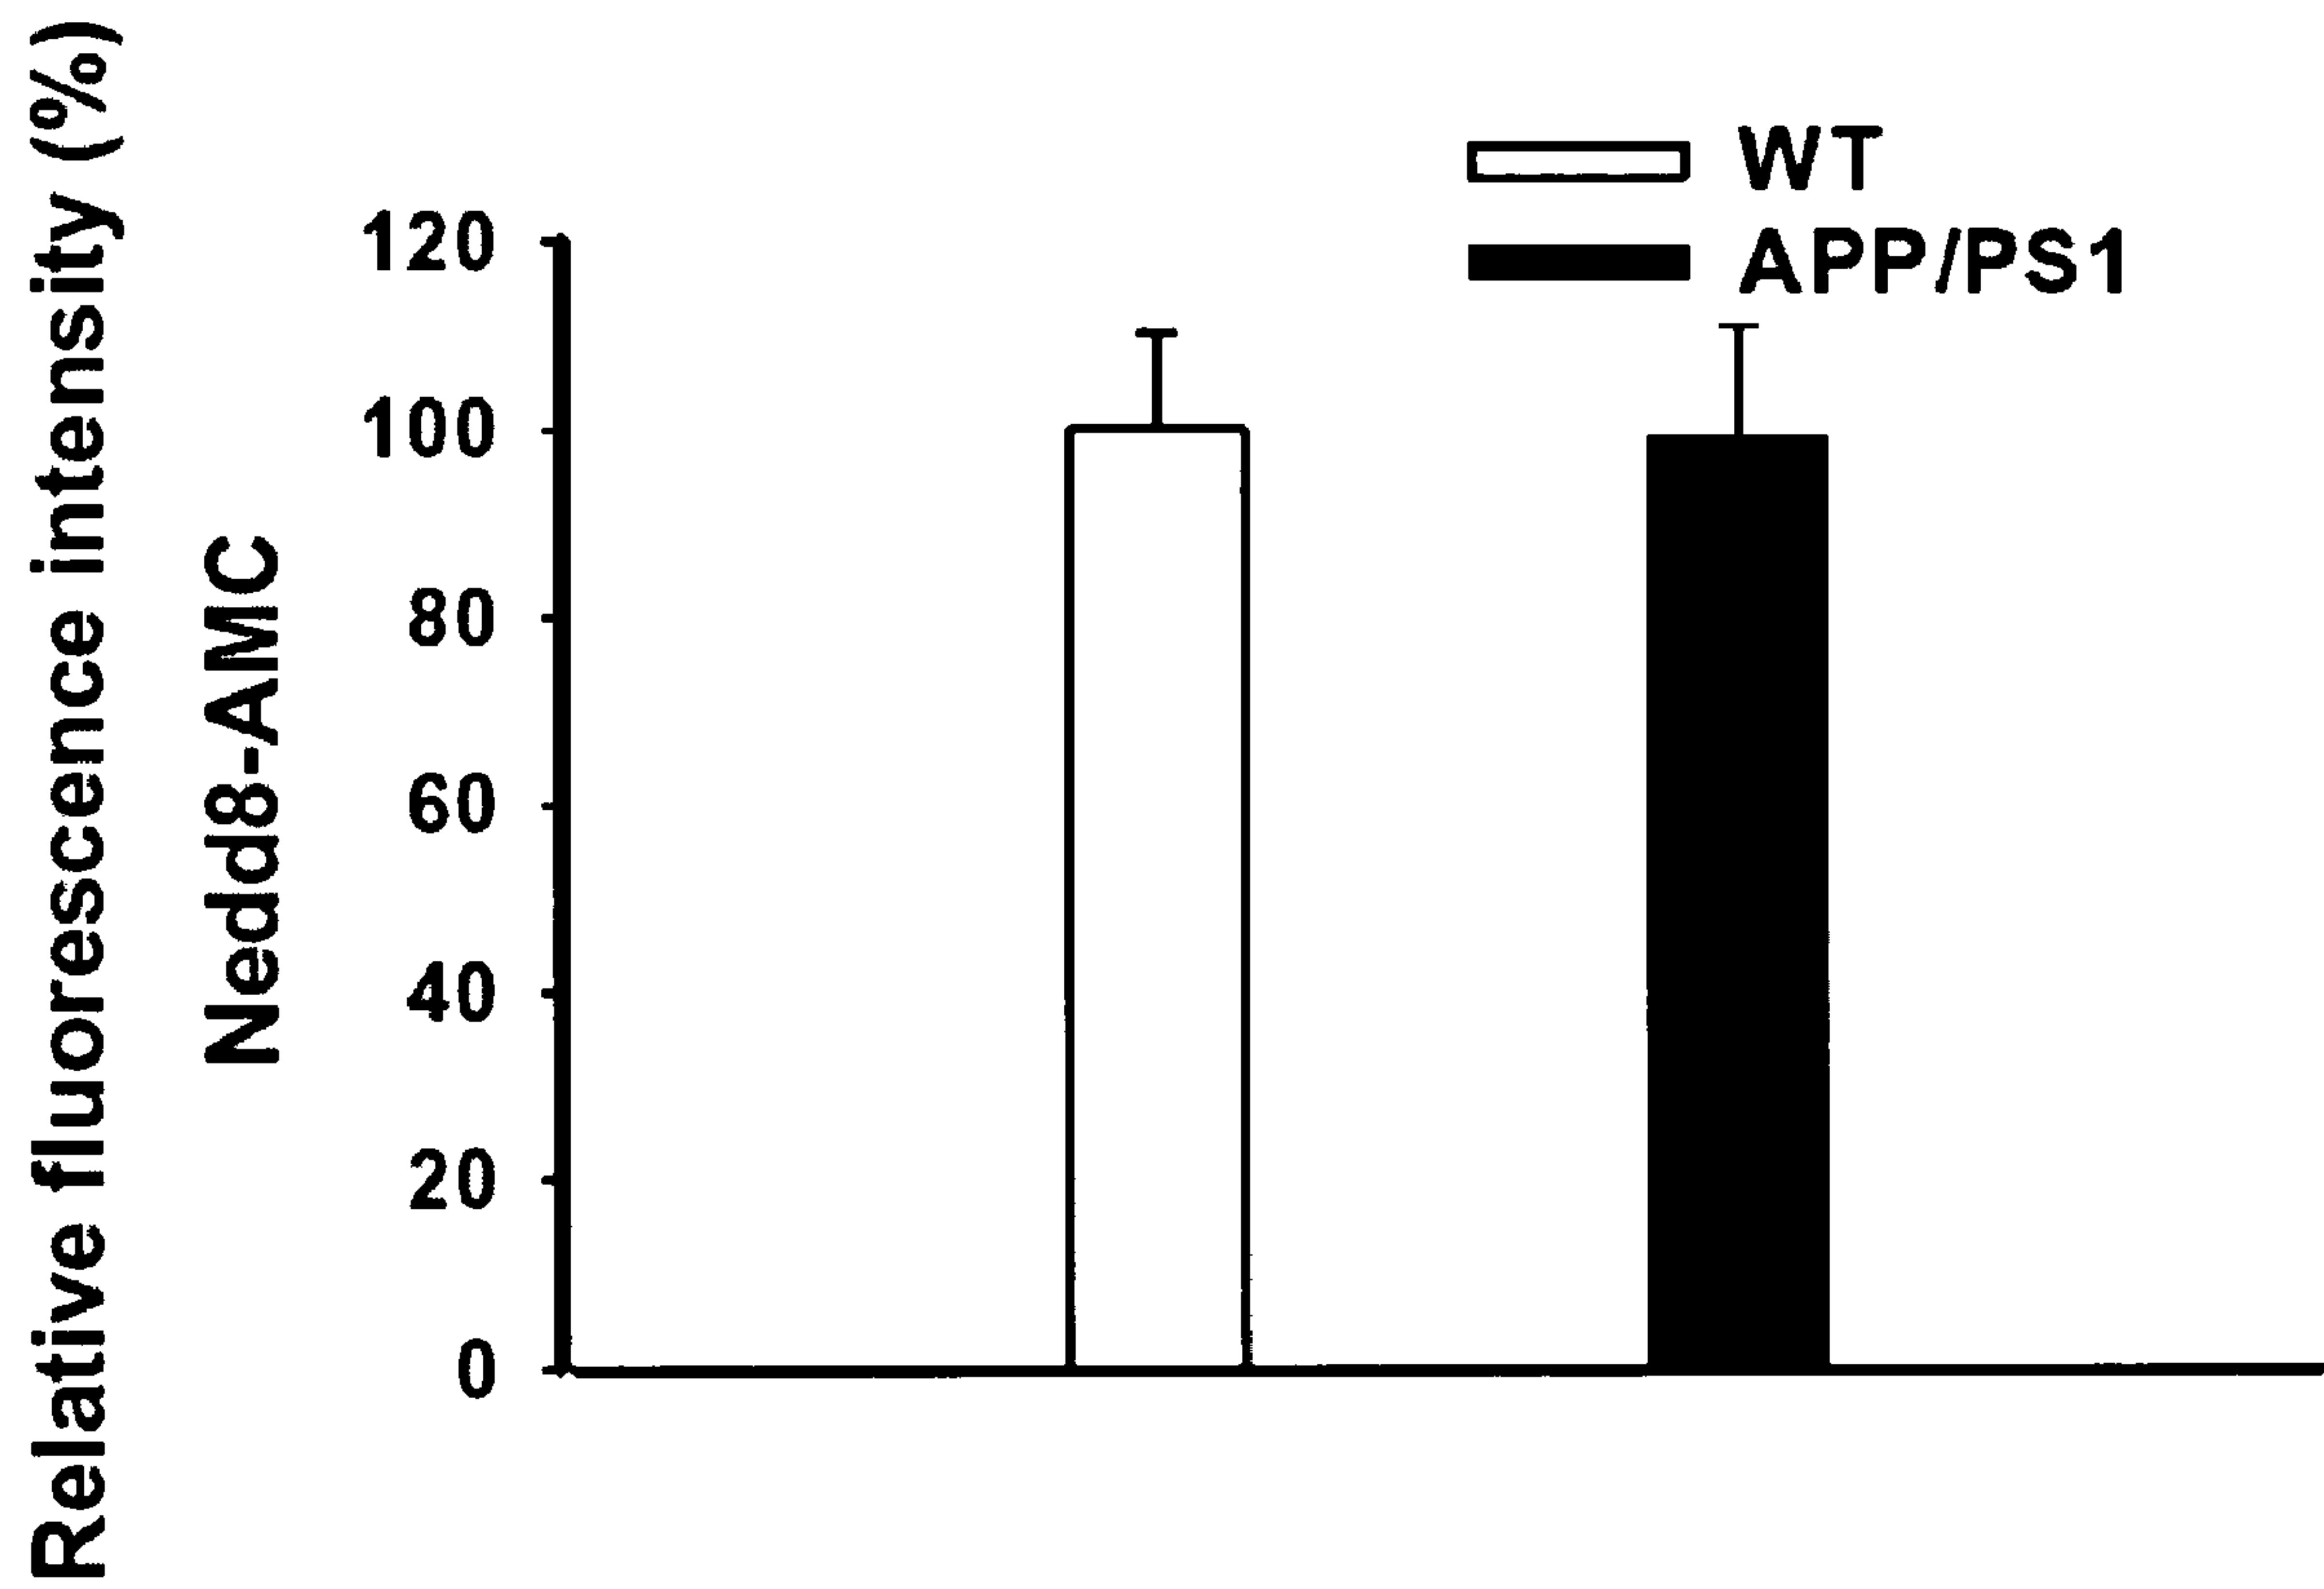 Relative fluorescence intensity (%)
Nedd8-AMC
WT
APP/PS1
120
100
80
60
40
20
0